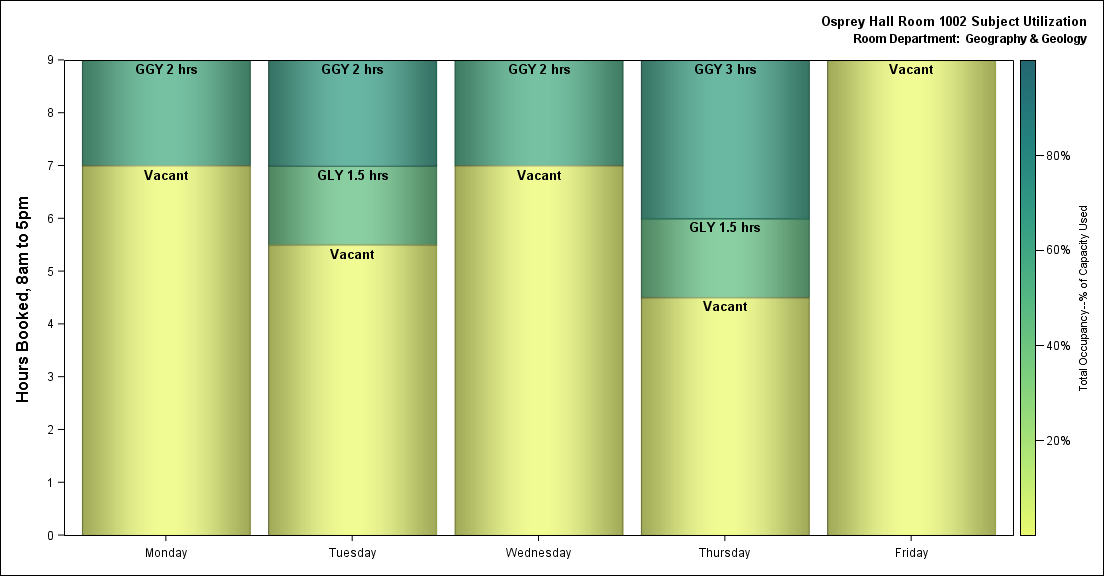 Osprey Hall Room 1002 Subject Utilization
Room Department: Geography & Geology
Hours Booked, 8am to 5pm
9
8
7
6
5
4
3
2
1
0
GGY 2 hrs
Vacant
GGY 2 hrs
GLY 1.5 hrs
Vacant
GGY 2 hrs
Vacant
GGY 3 hrs
GLY 1.5 hrs
Vacant
Vacant
Monday
Tuesday
Wednesday
Thursday
Friday
80%
60%
40%
20%
Total Occupancy--% of Capacity Used